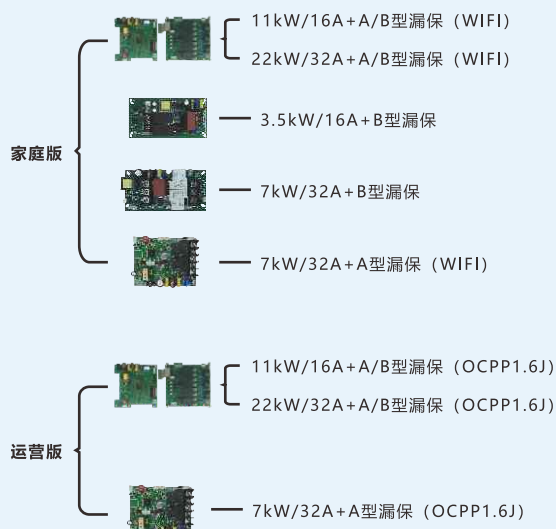 11kW/16A+A/B型漏保（WIFI）
22kW/32A+A/B型漏保（WIFI）
3.5kW/16A+B型漏保
家庭版
7kW/32A+B型漏保
7kW/32A+A型漏保（WIFI）
11kW/16A+A/B型漏保（OCPP1.6J）
22kW/32A+A/B型漏保（OCPP1.6J）
运营版
7kW/32A+A型漏保（OCPP1.6J）